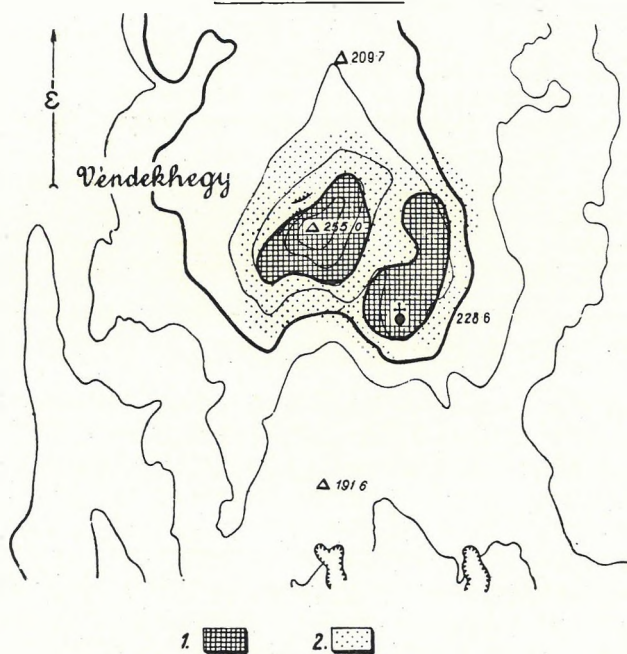 △ 209·7
É
Véndekhegy
△ 255,0
228 6
△ 191 6
1. 2.